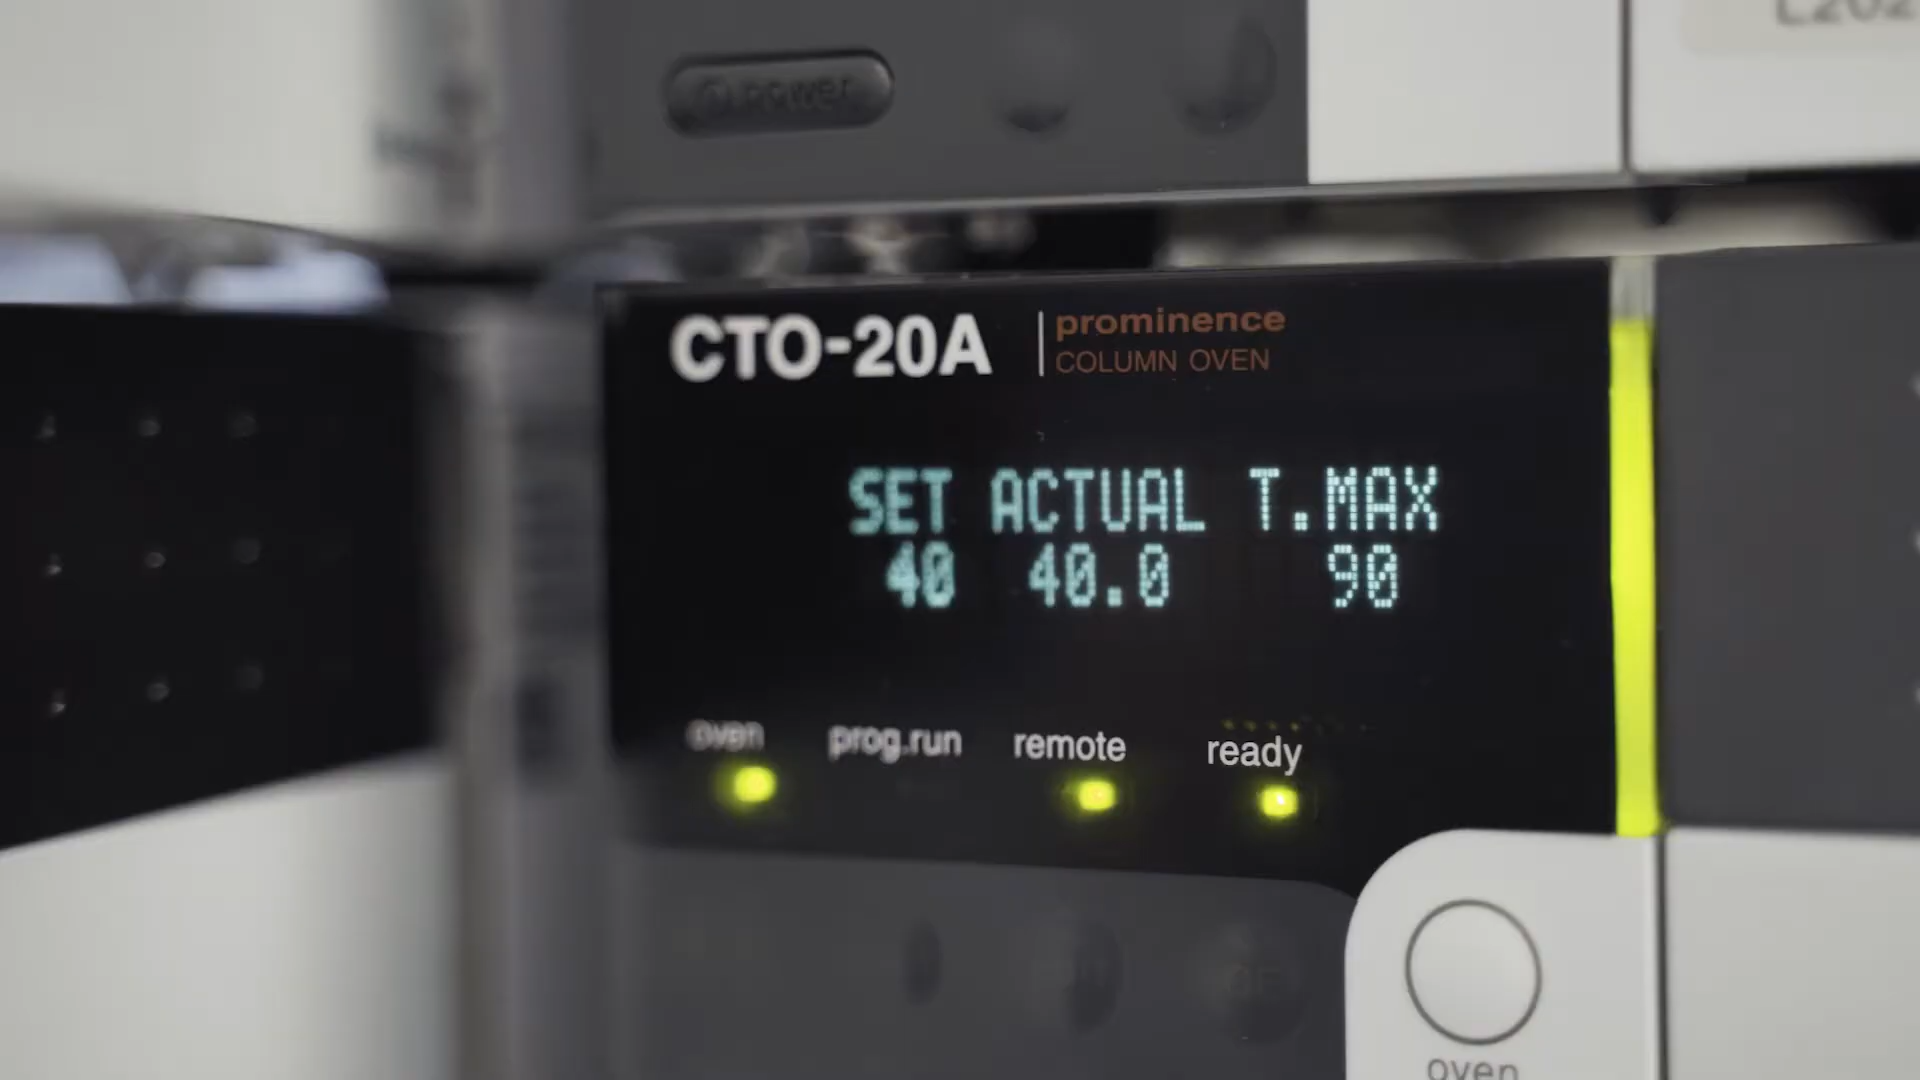 power
CTO-20A
prominence
COLUMN OVEN
SET ACTUAL T.MAX
40 40.0 90
oven prog.run remote ready
oven